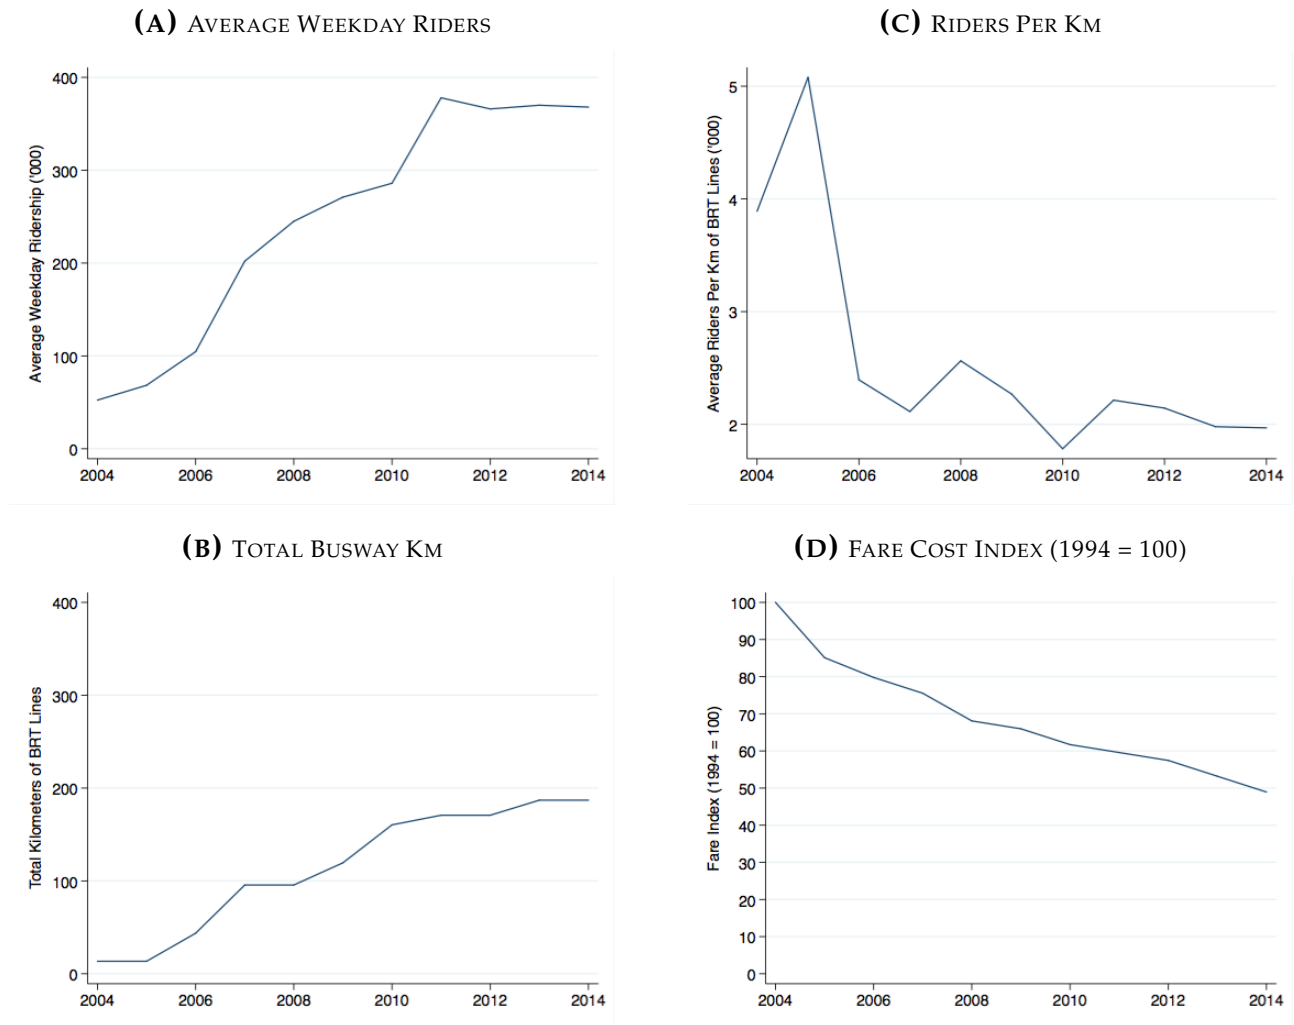 (A) AVERAGE WEEKDAY RIDERS
Average Weekday Ridership ('000)
400
300
200
100
0
2004 2006 2008 2010 2012 2014
(B) TOTAL BUSWAY KM
Total Kilometers of BRT Lines
400
300
200
100
0
2004 2006 2008 2010 2012 2014
(C) RIDERS PER KM
Average Riders Per Km of BRT Lines ('000)
5
4
3
2
2004 2006 2008 2010 2012 2014
(D) FARE COST INDEX (1994 = 100)
Fare Index (1994 = 100)
100
90
80
70
60
50
40
30
20
10
0
2004 2006 2008 2010 2012 2014